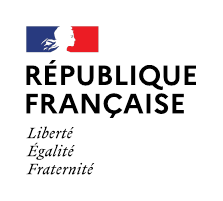 RÉPUBLIQUE
FRANÇAISE
Liberté
Égalité
Fraternité